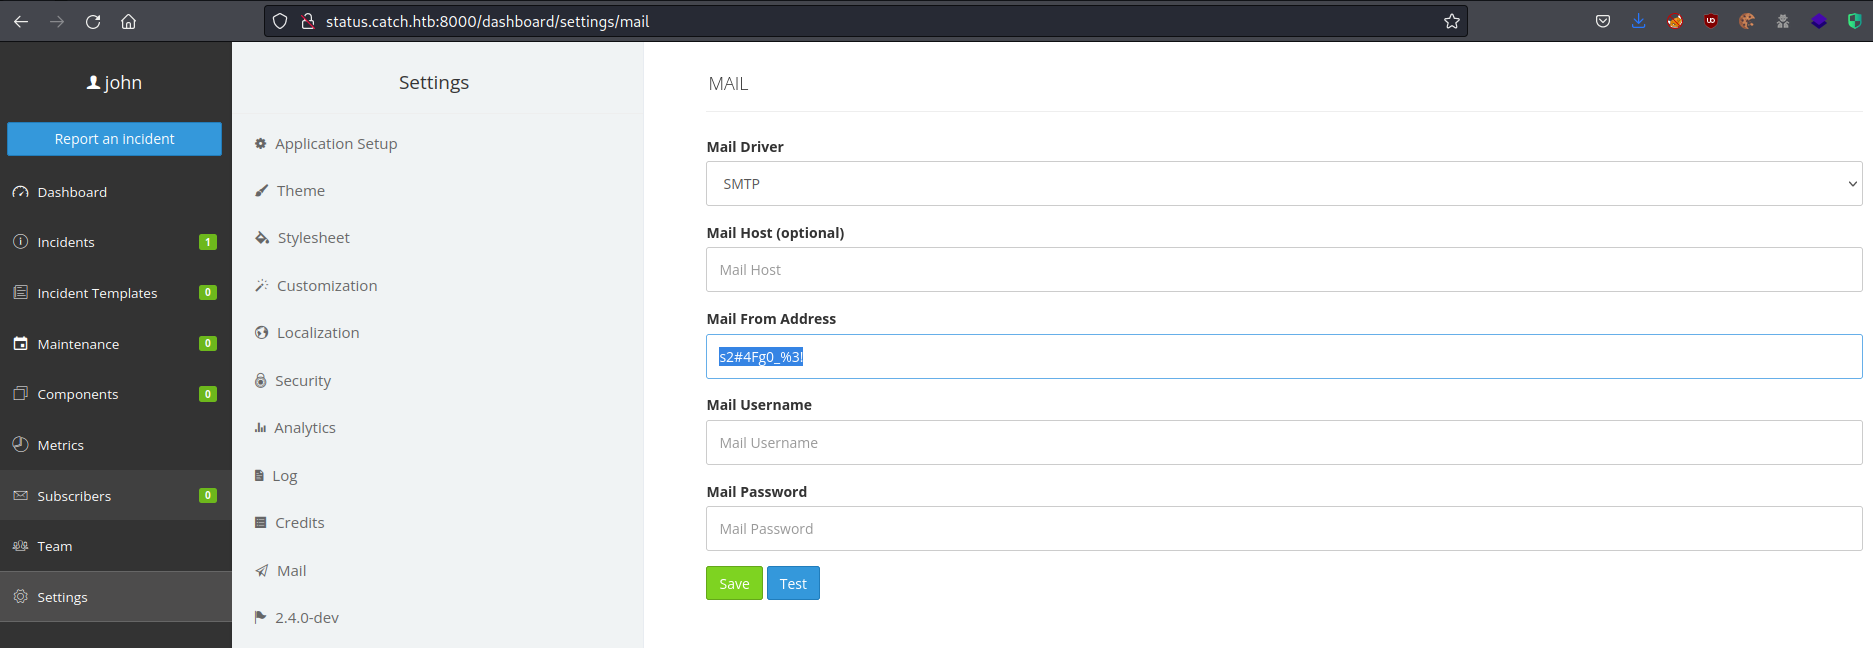 status.catch.htb:8000/dashboard/settings/mail
john
Report an incident
Dashboard
Incidents 1
Incident Templates 0
Maintenance 0
Components 0
Metrics
Subscribers 0
Team
Settings
Settings
Application Setup
Theme
Stylesheet
Customization
Localization
Security
Analytics
Log
Credits
Mail
2.4.0-dev
MAIL
Mail Driver
SMTP
Mail Host (optional)
Mail Host
Mail From Address
s2#4Fg0_%3!
Mail Username
Mail Username
Mail Password
Mail Password
Save Test